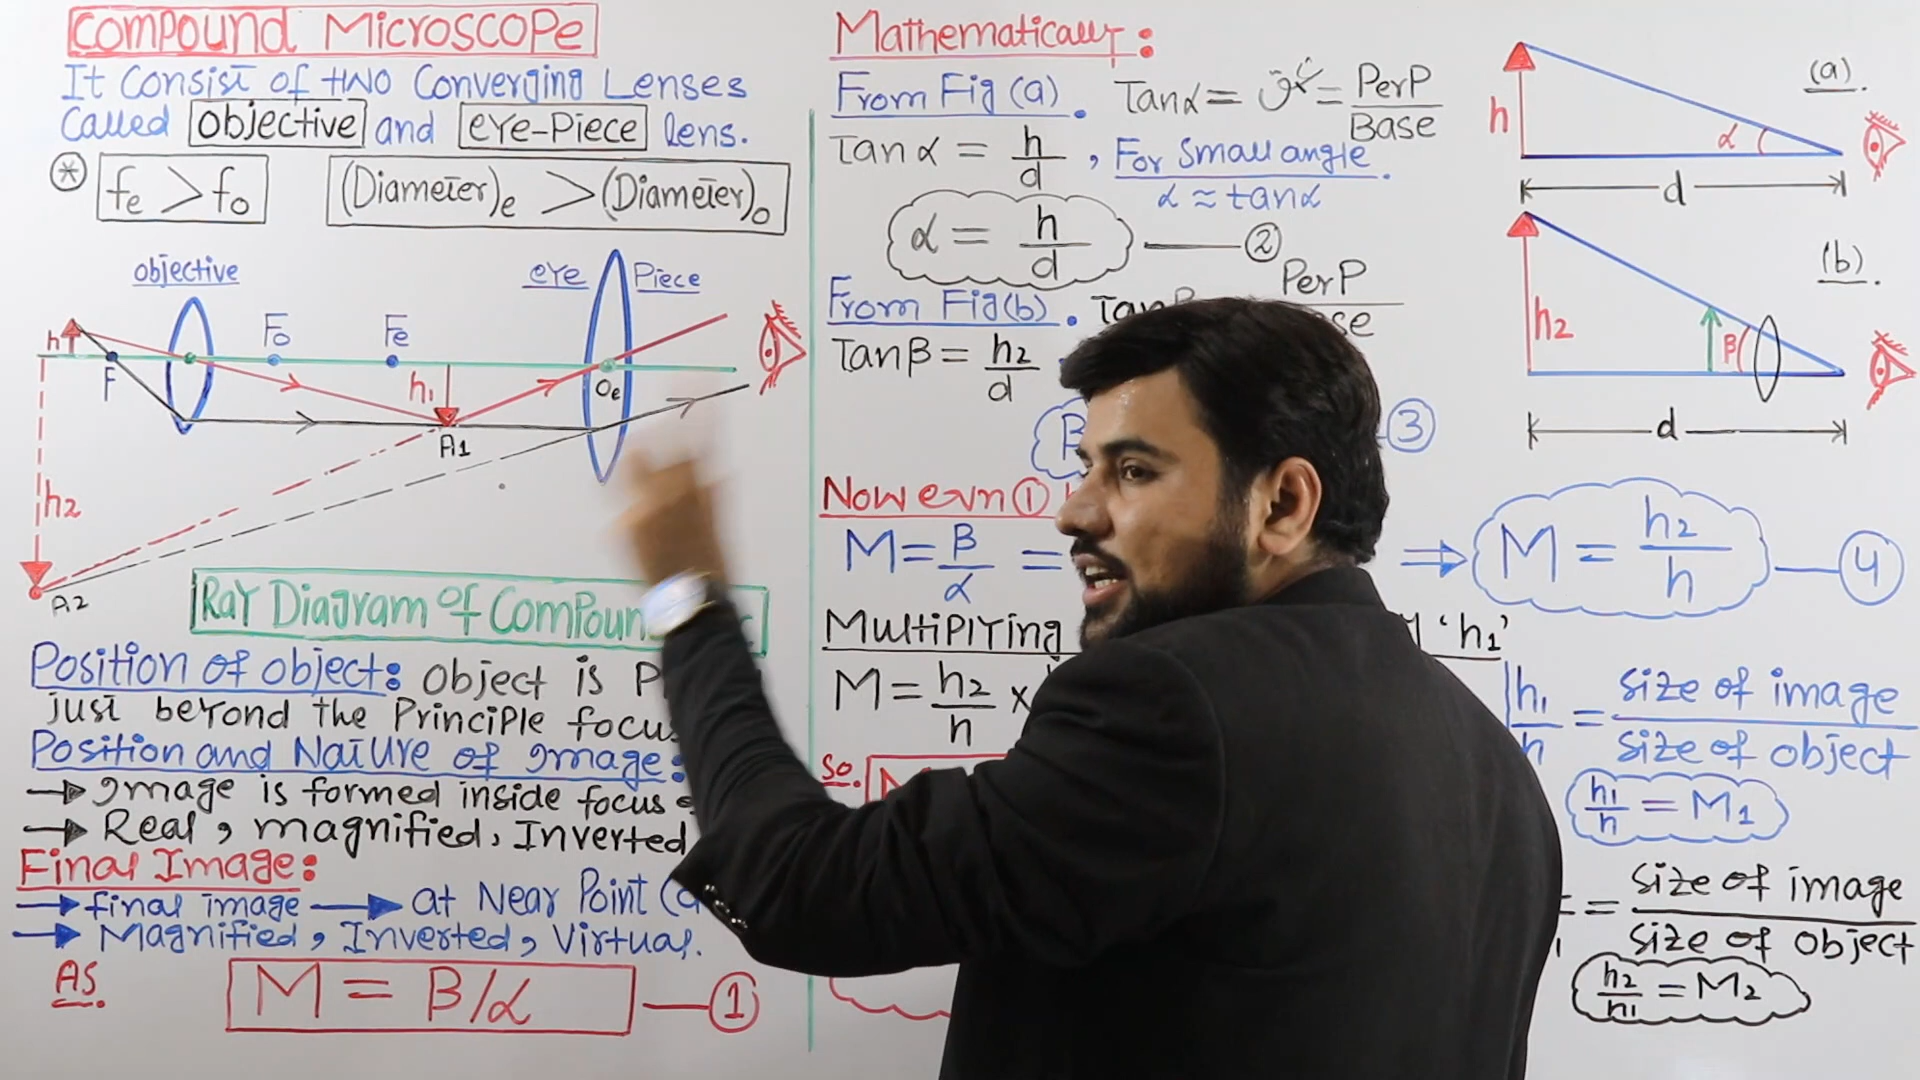 Compound Microscope
It consist of two converging lenses
called objective and eye-piece lens.
* fe > fo (Diameter)e > (Diameter)o
objective eye Piece
h F Fo Fe h1 Oe
A1
h2
A2
Ray Diagram of Compoun
Position of object: object is P
just beyond the principle focu
Position and Nature of Image:
→ Image is formed inside focus
→ Real, magnified, Inverted
Final Image:
→ final image → at Near Point (d
→ Magnified, Inverted, Virtual.
As M = β/α — 1
Mathematically:
From Fig (a). Tanα = = Perp / Base
Tan α = h/d, For small angle.
α ≈ tanα
α = h/d — 2
From Fig(b). Tanβ Perp
Tanβ = h2/d
3
Now eqn 1
M = β/α = ⇒ M = h2/h — 4
Multiplying 'h1'
M = h2/h ×
So.
h1/h = size of image / size of object
h1/h = M1
= size of image / size of object
h2/h1 = M2
(a).
h α
d
(b).
h2 β
d